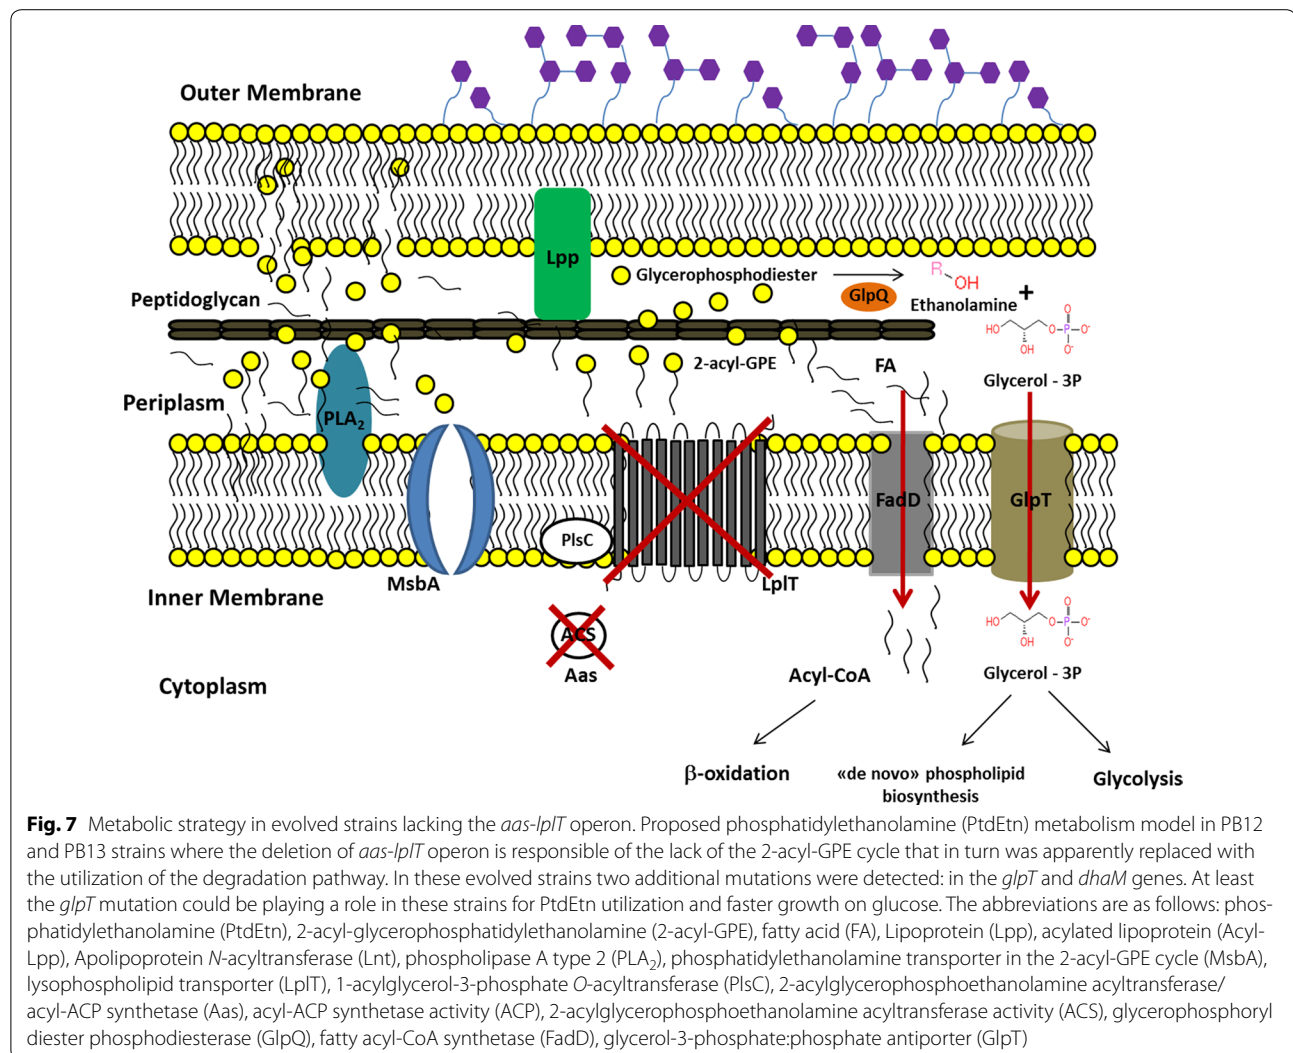 Outer Membrane
Lpp
Glycerophosphodiester
R
OH
GlpQ
Ethanolamine
+
Peptidoglycan
HO
O
P
O-
O
OH
O-
2-acyl-GPE
FA
Glycerol - 3P
Periplasm
PLA2
FadD
GlpT
PlsC
MsbA
LplT
Inner Membrane
HO
O
P
O-
O
OH
O-
ACS
Aas
Acyl-CoA
Glycerol - 3P
Cytoplasm
β-oxidation
«de novo» phospholipid
biosynthesis
Glycolysis
Fig. 7 Metabolic strategy in evolved strains lacking the aas-lplT operon. Proposed phosphatidylethanolamine (PtdEtn) metabolism model in PB12
and PB13 strains where the deletion of aas-lplT operon is responsible of the lack of the 2-acyl-GPE cycle that in turn was apparently replaced with
the utilization of the degradation pathway. In these evolved strains two additional mutations were detected: in the glpT and dhaM genes. At least
the glpT mutation could be playing a role in these strains for PtdEtn utilization and faster growth on glucose. The abbreviations are as follows: phos-
phatidylethanolamine (PtdEtn), 2-acyl-glycerophosphatidylethanolamine (2-acyl-GPE), fatty acid (FA), Lipoprotein (Lpp), acylated lipoprotein (Acyl-
Lpp), Apolipoprotein N-acyltransferase (Lnt), phospholipase A type 2 (PLA2), phosphatidylethanolamine transporter in the 2-acyl-GPE cycle (MsbA),
lysophospholipid transporter (LplT), 1-acylglycerol-3-phosphate O-acyltransferase (PlsC), 2-acylglycerophosphoethanolamine acyltransferase/
acyl-ACP synthetase (Aas), acyl-ACP synthetase activity (ACP), 2-acylglycerophosphoethanolamine acyltransferase activity (ACS), glycerophosphoryl
diester phosphodiesterase (GlpQ), fatty acyl-CoA synthetase (FadD), glycerol-3-phosphate:phosphate antiporter (GlpT)